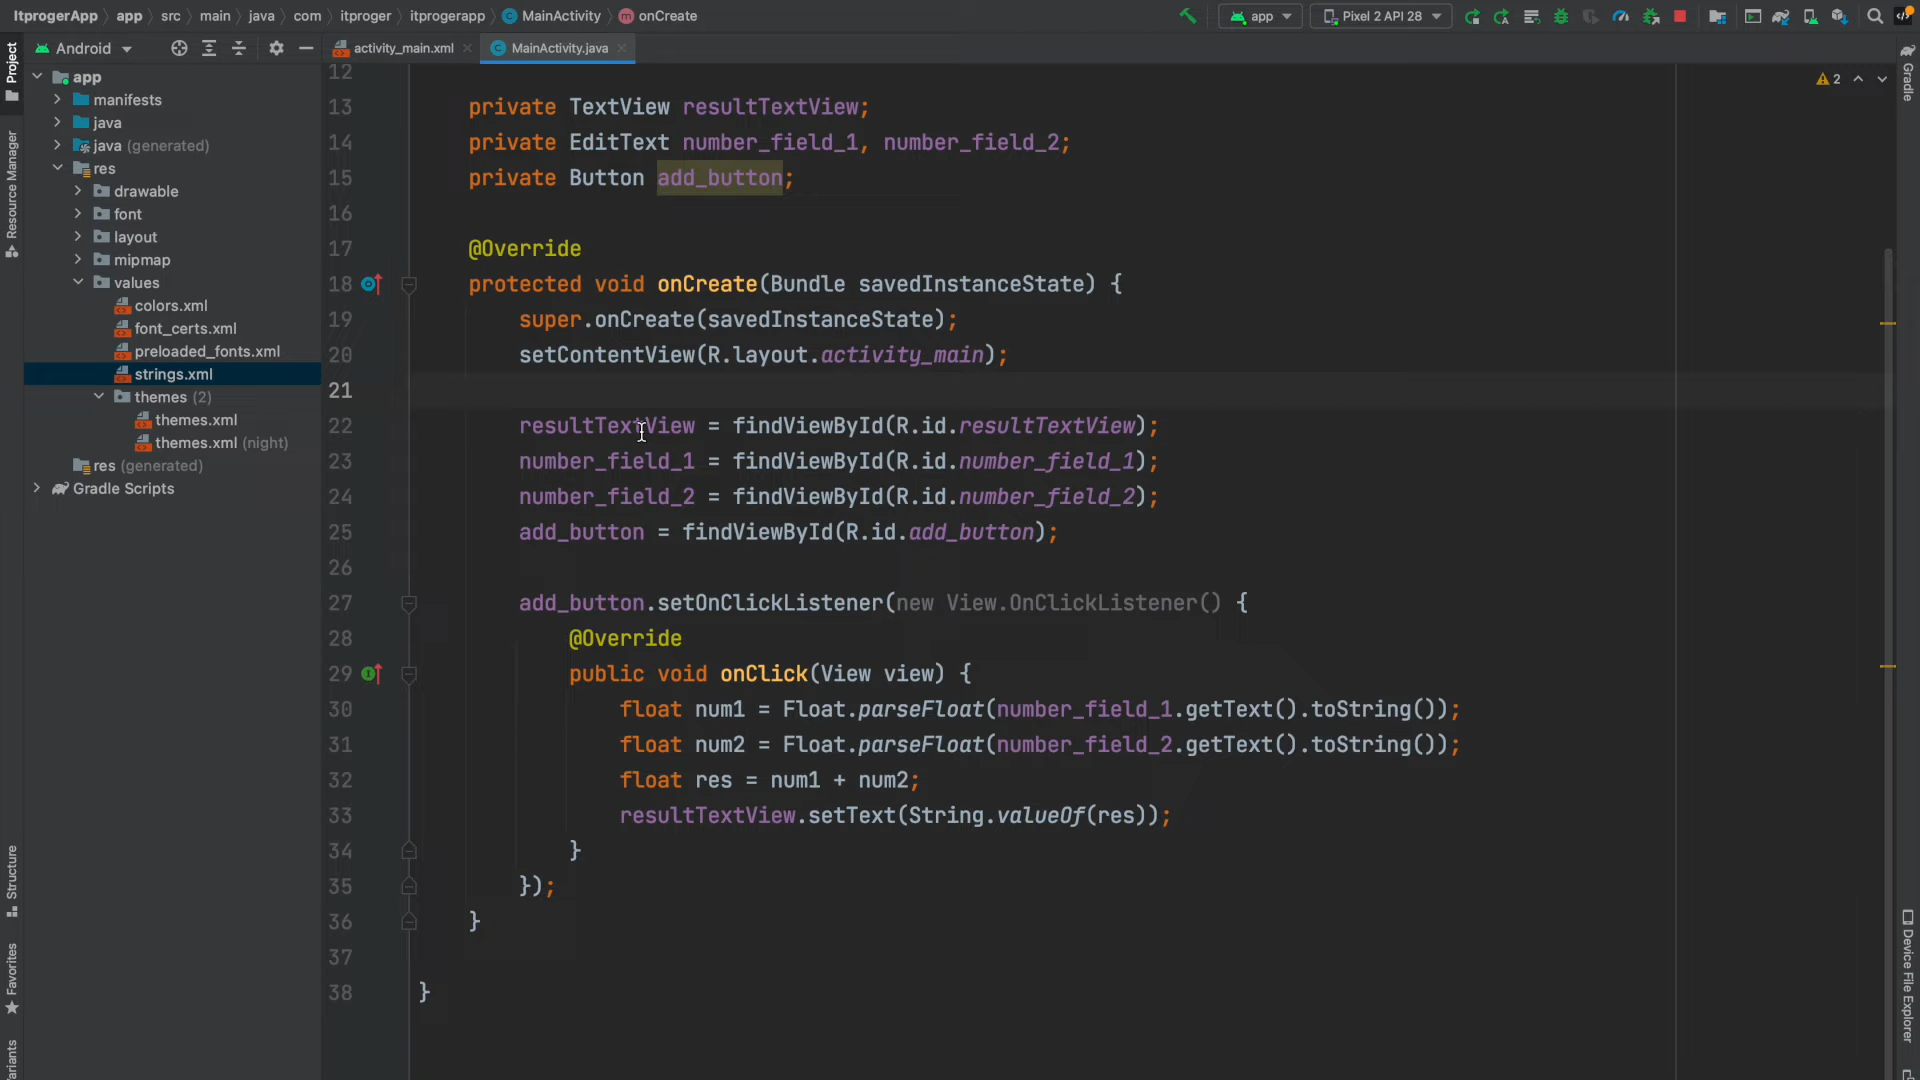 ItprogerApp app src main java com itproger itprogerapp MainActivity onCreate app Pixel 2 API 28
Android activity_main.xml MainActivity.java
Project
Resource Manager
Structure
Favorites
app
manifests
java
java (generated)
res
drawable
font
layout
mipmap
values
colors.xml
font_certs.xml
preloaded_fonts.xml
strings.xml
themes (2)
themes.xml
themes.xml (night)
res (generated)
Gradle Scripts
12
13 private TextView resultTextView;
14 private EditText number_field_1, number_field_2;
15 private Button add_button;
16
17 @Override
18 protected void onCreate(Bundle savedInstanceState) {
19 super.onCreate(savedInstanceState);
20 setContentView(R.layout.activity_main);
21
22 resultTextView = findViewById(R.id.resultTextView);
23 number_field_1 = findViewById(R.id.number_field_1);
24 number_field_2 = findViewById(R.id.number_field_2);
25 add_button = findViewById(R.id.add_button);
26
27 add_button.setOnClickListener(new View.OnClickListener() {
28 @Override
29 public void onClick(View view) {
30 float num1 = Float.parseFloat(number_field_1.getText().toString());
31 float num2 = Float.parseFloat(number_field_2.getText().toString());
32 float res = num1 + num2;
33 resultTextView.setText(String.valueOf(res));
34 }
35 });
36 }
37
38 }
2
Gradle
Device File Explorer